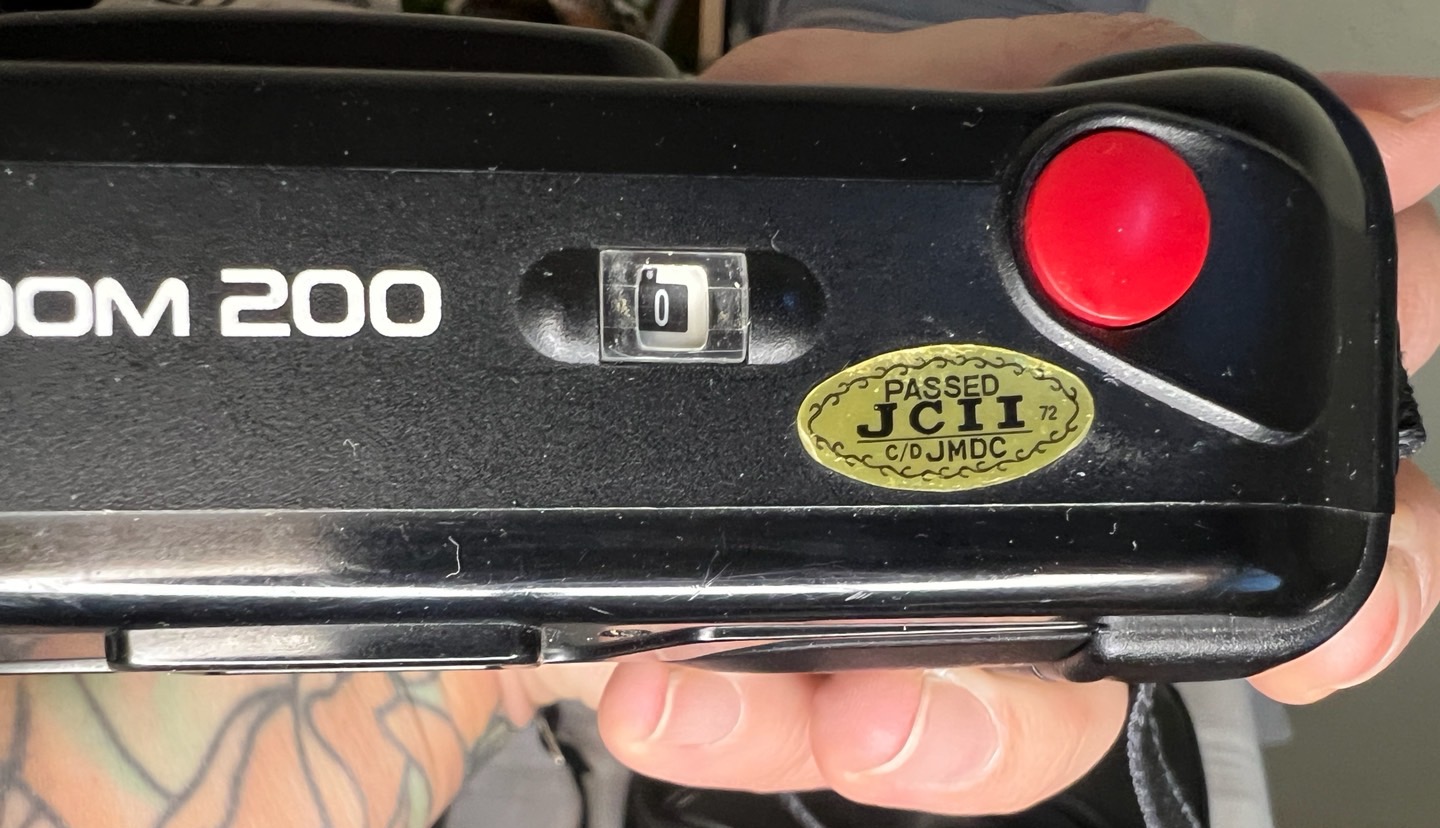 OOM 200
0
PASSED
JCII 72
C/D JMDC